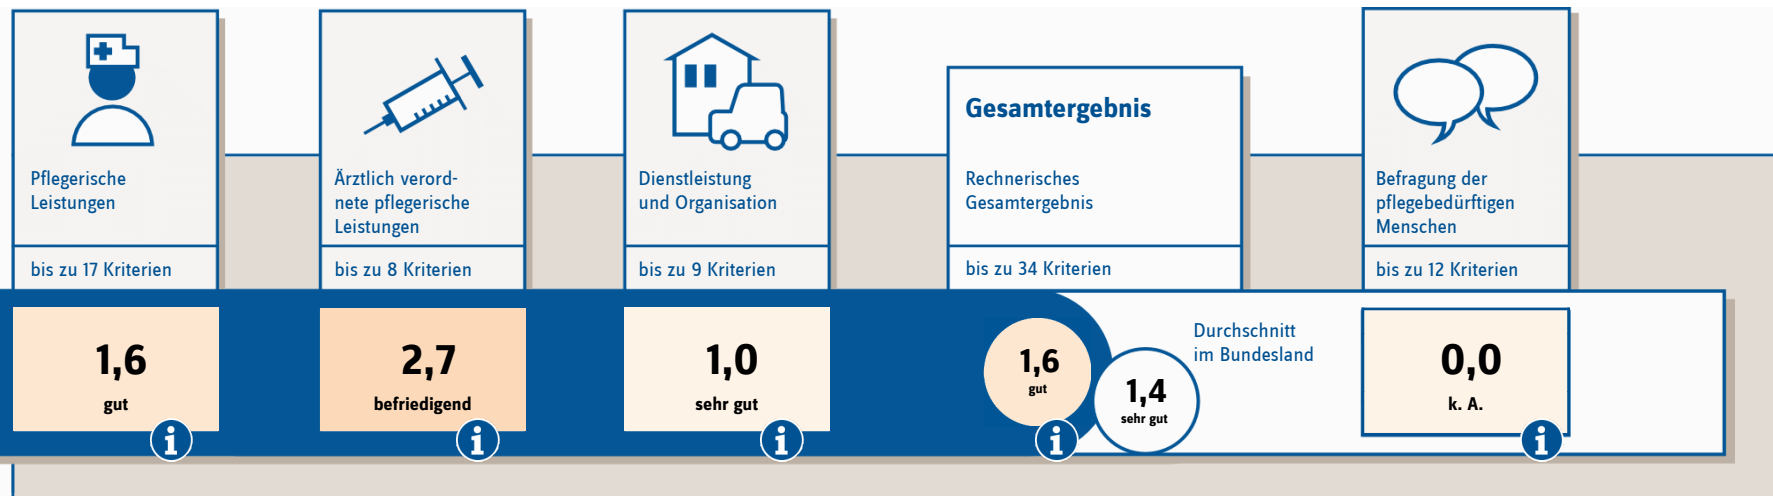 Pflegerische
Leistungen
bis zu 17 Kriterien
1,6
gut
i
Ärztlich verord-
nete pflegerische
Leistungen
bis zu 8 Kriterien
2,7
befriedigend
i
Dienstleistung
und Organisation
bis zu 9 Kriterien
1,0
sehr gut
i
Gesamtergebnis
Rechnerisches
Gesamtergebnis
bis zu 34 Kriterien
1,6
gut
i
1,4
sehr gut
Durchschnitt
im Bundesland
Befragung der
pflegebedürftigen
Menschen
bis zu 12 Kriterien
0,0
k. A.
i